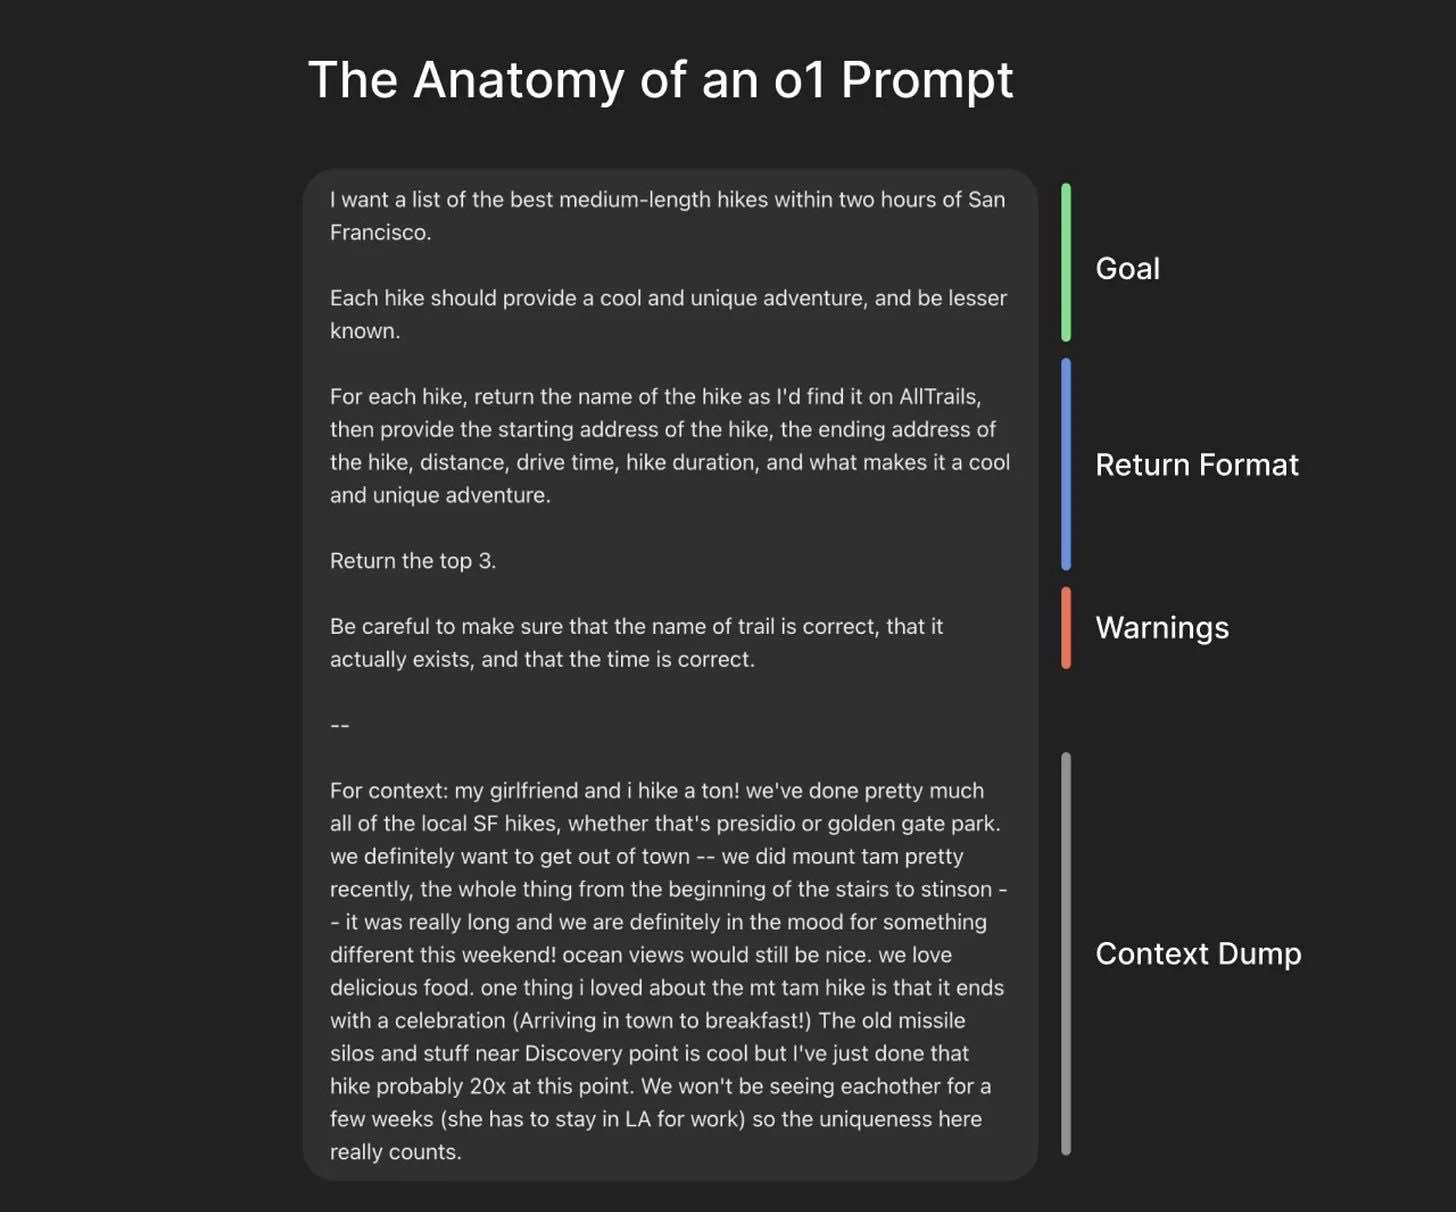 The Anatomy of an o1 Prompt
I want a list of the best medium-length hikes within two hours of San
Francisco.
Each hike should provide a cool and unique adventure, and be lesser
known.
Goal
For each hike, return the name of the hike as I'd find it on AllTrails,
then provide the starting address of the hike, the ending address of
the hike, distance, drive time, hike duration, and what makes it a cool
and unique adventure.
Return the top 3.
Return Format
Be careful to make sure that the name of trail is correct, that it
actually exists, and that the time is correct.
Warnings
--
For context: my girlfriend and i hike a ton! we've done pretty much
all of the local SF hikes, whether that's presidio or golden gate park.
we definitely want to get out of town -- we did mount tam pretty
recently, the whole thing from the beginning of the stairs to stinson -
- it was really long and we are definitely in the mood for something
different this weekend! ocean views would still be nice. we love
delicious food. one thing i loved about the mt tam hike is that it ends
with a celebration (Arriving in town to breakfast!) The old missile
silos and stuff near Discovery point is cool but I've just done that
hike probably 20x at this point. We won't be seeing eachother for a
few weeks (she has to stay in LA for work) so the uniqueness here
really counts.
Context Dump